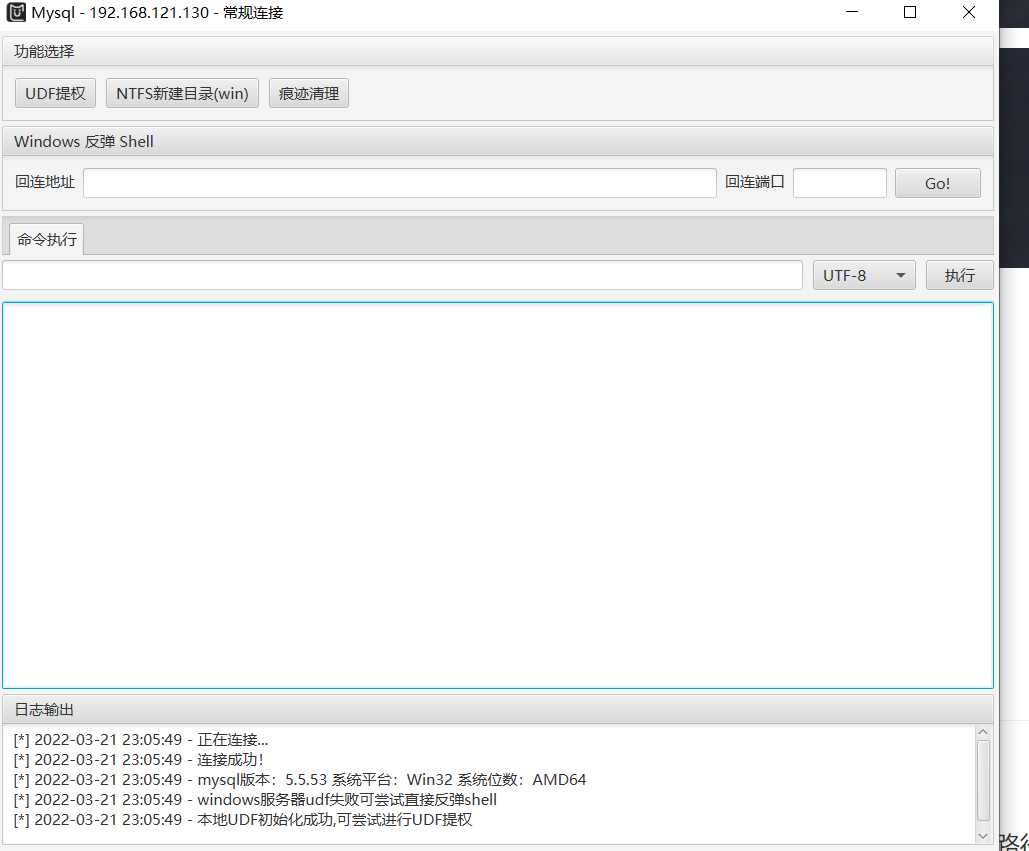 Mysql - 192.168.121.130 - 常规连接
功能选择
UDF提权 NTFS新建目录(win) 痕迹清理
Windows 反弹 Shell
回连地址 回连端口 Go!
命令执行
UTF-8 执行
日志输出
[*] 2022-03-21 23:05:49 - 正在连接...
[*] 2022-03-21 23:05:49 - 连接成功!
[*] 2022-03-21 23:05:49 - mysql版本：5.5.53 系统平台：Win32 系统位数：AMD64
[*] 2022-03-21 23:05:49 - windows服务器udf失败可尝试直接反弹shell
[*] 2022-03-21 23:05:49 - 本地UDF初始化成功,可尝试进行UDF提权